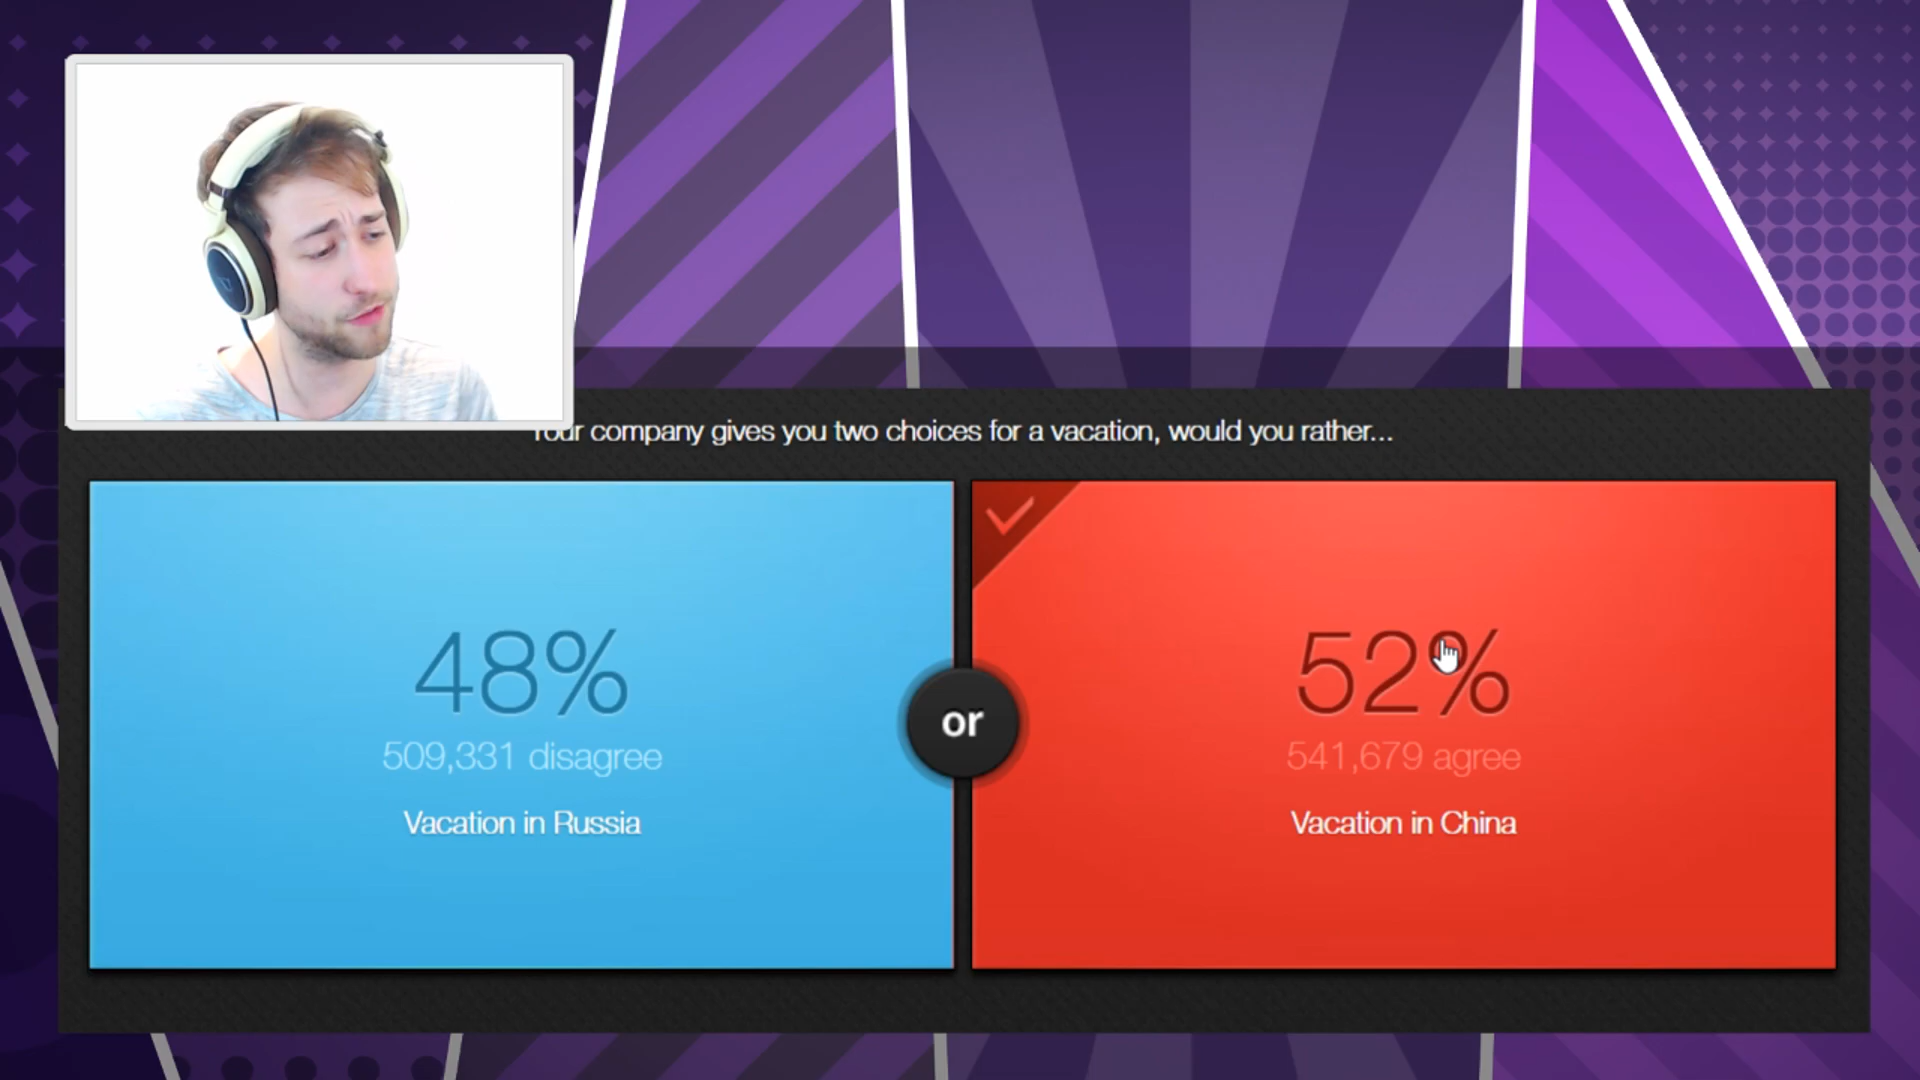 Your company gives you two choices for a vacation, would you rather...
48%
509,331 disagree
Vacation in Russia
or
52%
541,679 agree
Vacation in China